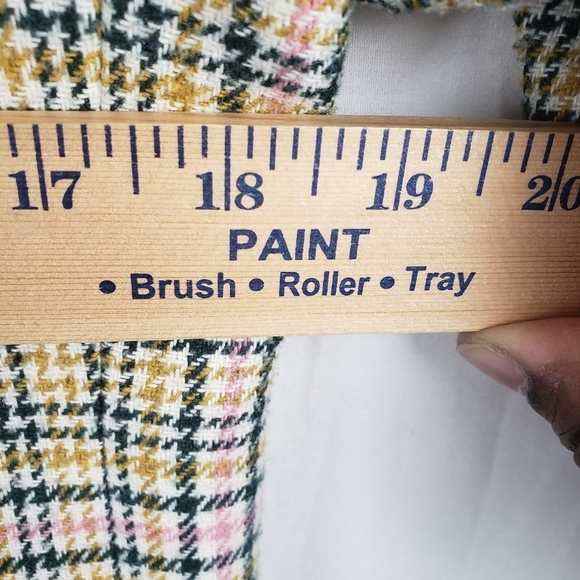 17 18 19 20
PAINT
• Brush • Roller • Tray